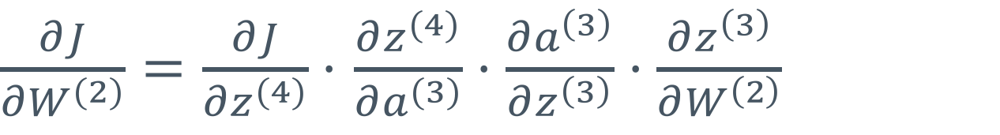 ∂J/∂W⁽²⁾ = ∂J/∂z⁽⁴⁾ · ∂z⁽⁴⁾/∂a⁽³⁾ · ∂a⁽³⁾/∂z⁽³⁾ · ∂z⁽³⁾/∂W⁽²⁾